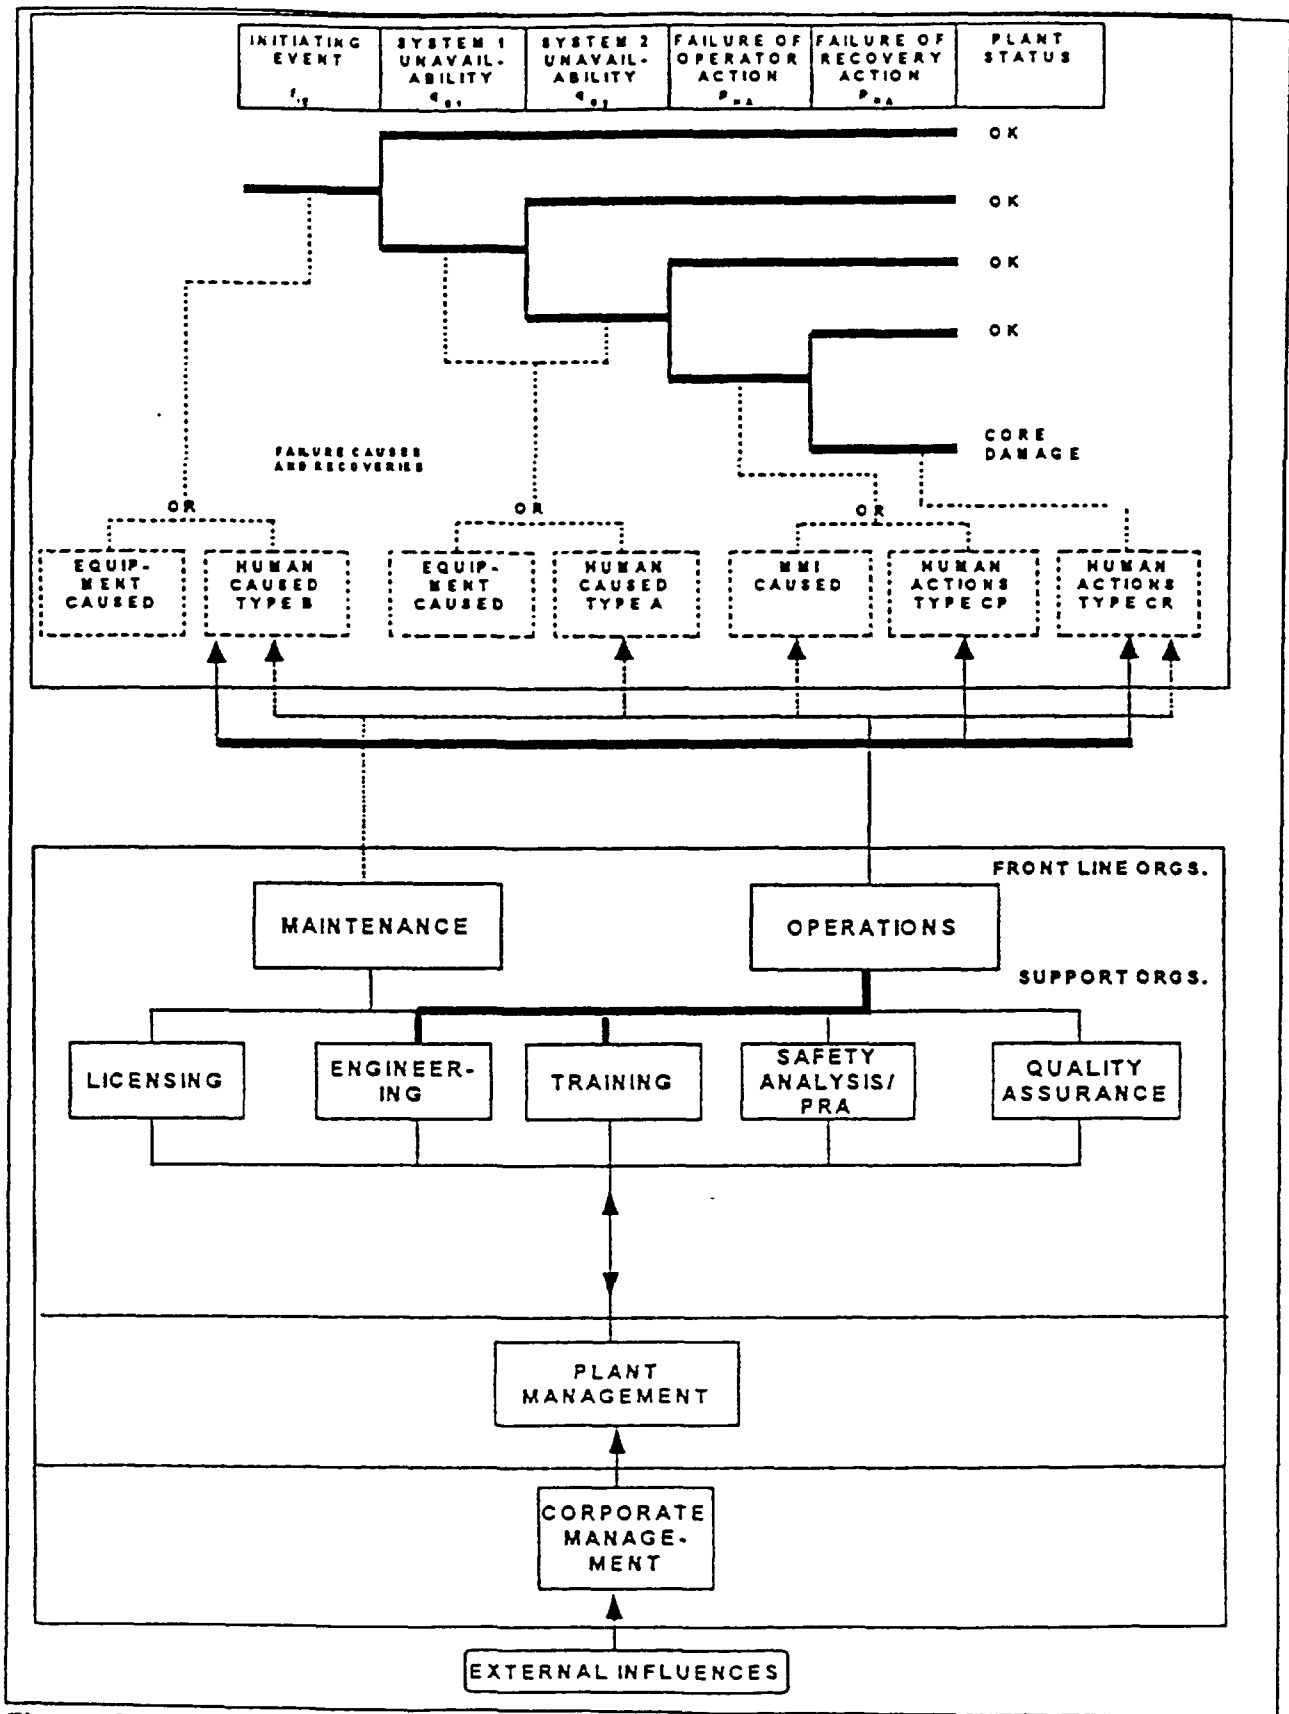 INITIATING
EVENT
SYSTEM 1
UNAVAIL-
ABILITY
SYSTEM 2
UNAVAIL-
ABILITY
FAILURE OF
OPERATOR
ACTION
FAILURE OF
RECOVERY
ACTION
PLANT
STATUS
OK
OK
OK
OK
CORE
DAMAGE
FAILURE CAUSES
AND RECOVERIES
OR
OR
OR
EQUIP-
MENT
CAUSED
HUMAN
CAUSED
TYPE B
EQUIP-
MENT
CAUSED
HUMAN
CAUSED
TYPE A
MMI
CAUSED
HUMAN
ACTIONS
TYPE CP
HUMAN
ACTIONS
TYPE CR
FRONT LINE ORGS.
MAINTENANCE
OPERATIONS
SUPPORT ORGS.
LICENSING
ENGINEER-
ING
TRAINING
SAFETY
ANALYSIS/
PRA
QUALITY
ASSURANCE
PLANT
MANAGEMENT
CORPORATE
MANAGE-
MENT
EXTERNAL INFLUENCES